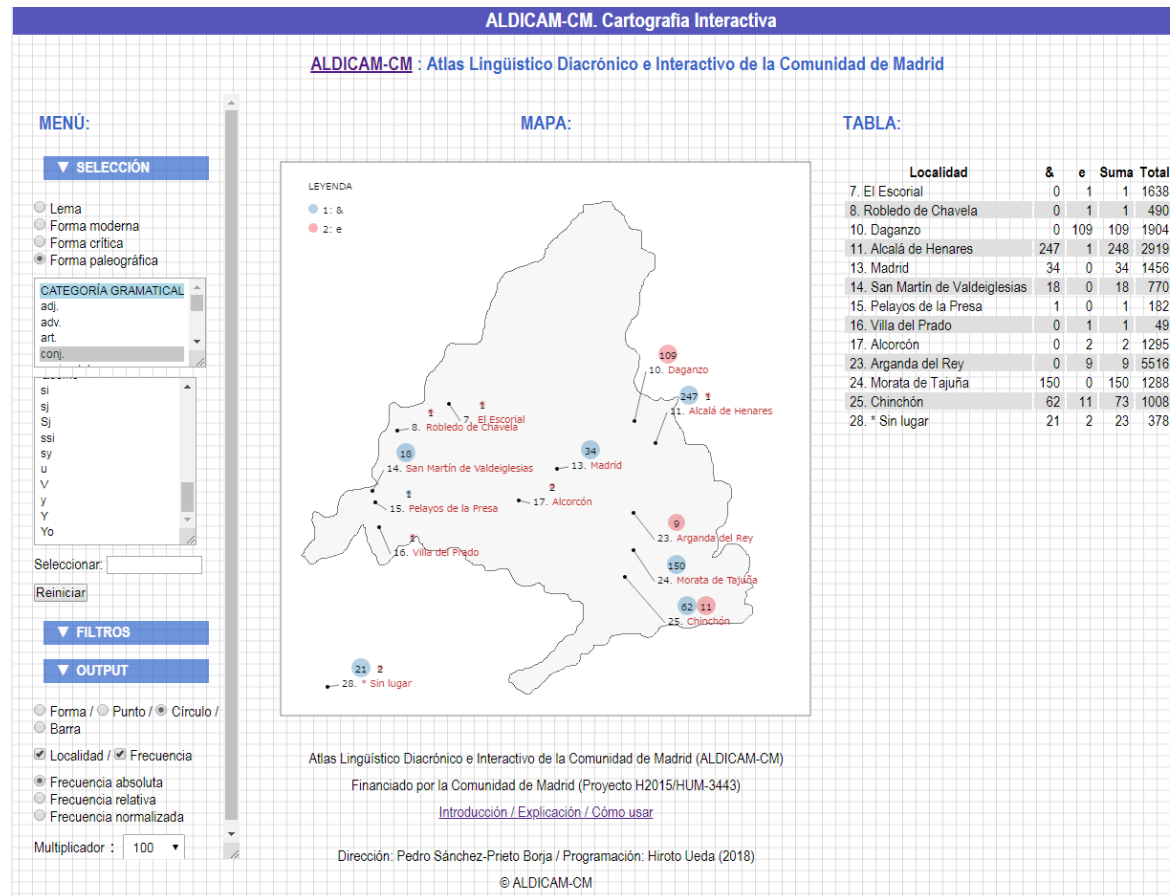 ALDICAM-CM. Cartografia Interactiva
ALDICAM-CM : Atlas Lingüístico Diacrónico e Interactivo de la Comunidad de Madrid
MENÚ:
▼ SELECCIÓN
Lema
Forma moderna
Forma crítica
Forma paleográfica
CATEGORÍA GRAMATICAL
adj.
adv.
art.
conj.
si
sj
Sj
ssi
sy
u
V
y
Y
Yo
Seleccionar:
Reiniciar
▼ FILTROS
▼ OUTPUT
Forma / Punto / Círculo /
Barra
Localidad / Frecuencia
Frecuencia absoluta
Frecuencia relativa
Frecuencia normalizada
Multiplicador : 100 ▼
MAPA:
LEYENDA
1: &
2: e
109
10. Daganzo
247 1
11. Alcalá de Henares
1
7. El Escorial
1
8. Robledo de Chavela
18
14. San Martín de Valdeiglesias
34
13. Madrid
1
15. Pelayos de la Presa
2
17. Alcorcón
1
16. Villa del Prado
9
23. Arganda del Rey
150
24. Morata de Tajuña
62 11
25. Chinchón
21 2
28. * Sin lugar
TABLA:
Localidad & e Suma Total
7. El Escorial 0 1 1 1638
8. Robledo de Chavela 0 1 1 490
10. Daganzo 0 109 109 1904
11. Alcalá de Henares 247 1 248 2919
13. Madrid 34 0 34 1456
14. San Martín de Valdeiglesias 18 0 18 770
15. Pelayos de la Presa 1 0 1 182
16. Villa del Prado 0 1 1 49
17. Alcorcón 0 2 2 1295
23. Arganda del Rey 0 9 9 5516
24. Morata de Tajuña 150 0 150 1288
25. Chinchón 62 11 73 1008
28. * Sin lugar 21 2 23 378
Atlas Lingüístico Diacrónico e Interactivo de la Comunidad de Madrid (ALDICAM-CM)
Financiado por la Comunidad de Madrid (Proyecto H2015/HUM-3443)
Introducción / Explicación / Cómo usar
Dirección: Pedro Sánchez-Prieto Borja / Programación: Hiroto Ueda (2018)
© ALDICAM-CM